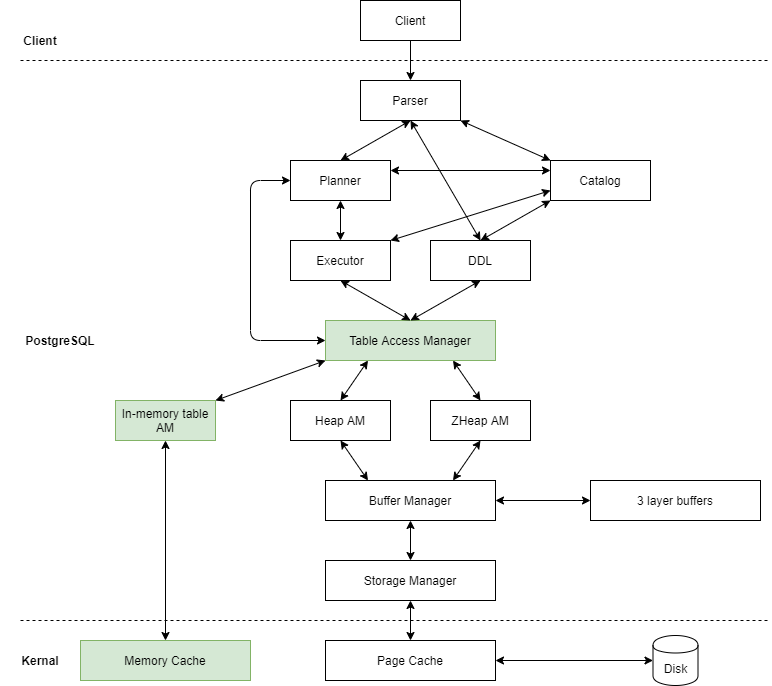 Client
Client
Parser
Planner
Catalog
Executor
DDL
PostgreSQL
Table Access Manager
In-memory table
AM
Heap AM
ZHeap AM
Buffer Manager
3 layer buffers
Storage Manager
Kernal
Memory Cache
Page Cache
Disk